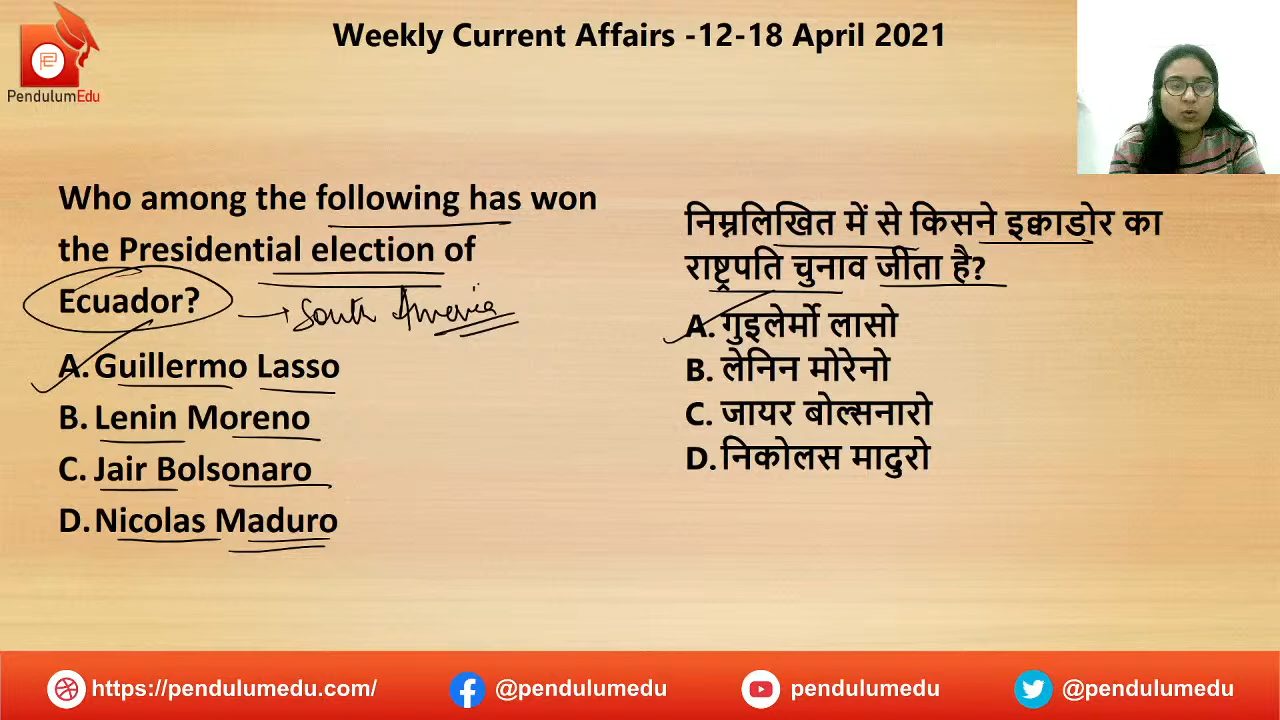 Weekly Current Affairs -12-18 April 2021
PendulumEdu
Who among the following has won
the Presidential election of
Ecuador?
South America
A. Guillermo Lasso
B. Lenin Moreno
C. Jair Bolsonaro
D. Nicolas Maduro
निम्नलिखित में से किसने इक्वाडोर का
राष्ट्रपति चुनाव जीता है?
A. गुइलेर्मो लासो
B. लेनिन मोरेनो
C. जायर बोल्सनारो
D. निकोलस मादुरो
https://pendulumedu.com/
@pendulumedu
pendulumedu
@pendulumedu